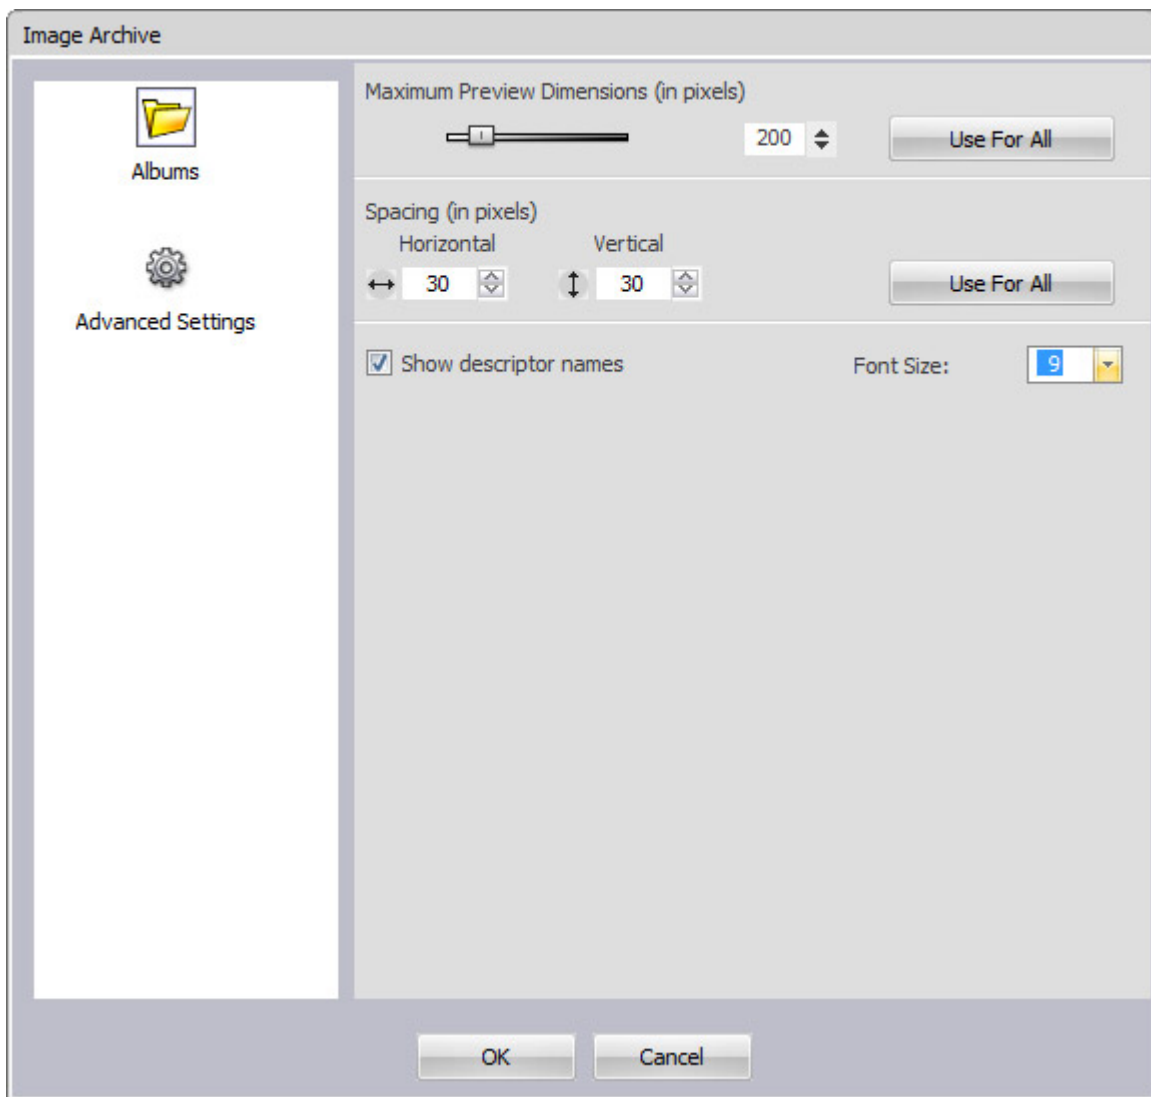 Image Archive
Albums
Advanced Settings
Maximum Preview Dimensions (in pixels)
200
Use For All
Spacing (in pixels)
Horizontal Vertical
30 30
Use For All
Show descriptor names Font Size: 9
OK Cancel